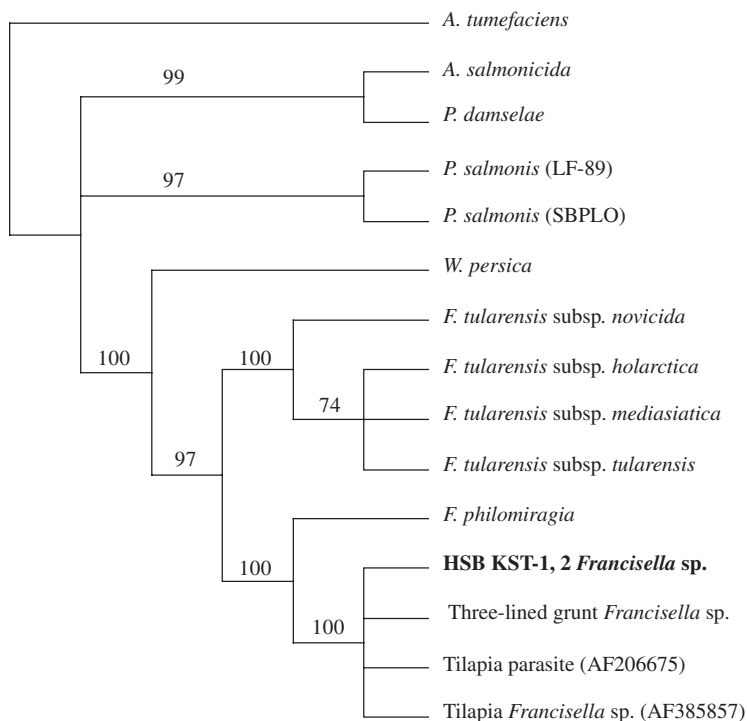 A. tumefaciens
99
A. salmonicida
P. damselae
97
P. salmonis (LF-89)
P. salmonis (SBPLO)
W. persica
100
100
F. tularensis subsp. novicida
F. tularensis subsp. holarctica
74
F. tularensis subsp. mediasiatica
97
F. tularensis subsp. tularensis
F. philomiragia
100
HSB KST-1, 2 Francisella sp.
Three-lined grunt Francisella sp.
100
Tilapia parasite (AF206675)
Tilapia Francisella sp. (AF385857)